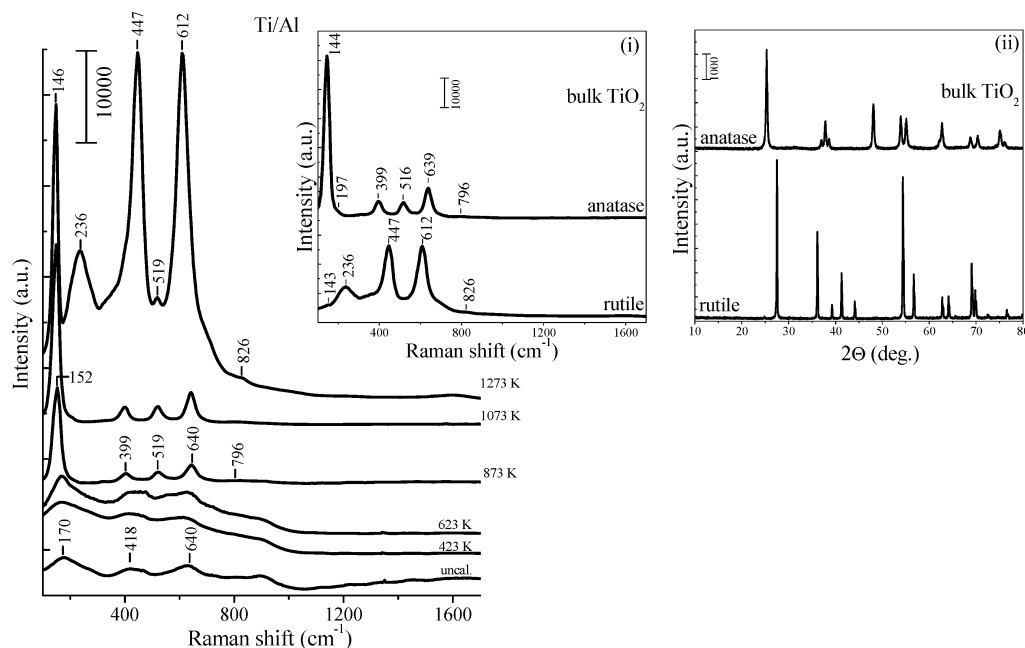 Ti/Al
447
612
146
10000
236
519
826
1273 K
152
1073 K
399
519
640
796
873 K
623 K
423 K
170
418
640
uncal.
400
800
1200
1600
Intensity (a.u.)
Raman shift (cm-1)
(i)
144
10000
bulk TiO2
197
399
516
639
796
anatase
143
236
447
612
826
rutile
400
800
1200
1600
Intensity (a.u.)
Raman shift (cm-1)
(ii)
1000
bulk TiO2
anatase
rutile
10
20
30
40
50
60
70
80
Intensity (a.u.)
2Θ (deg.)